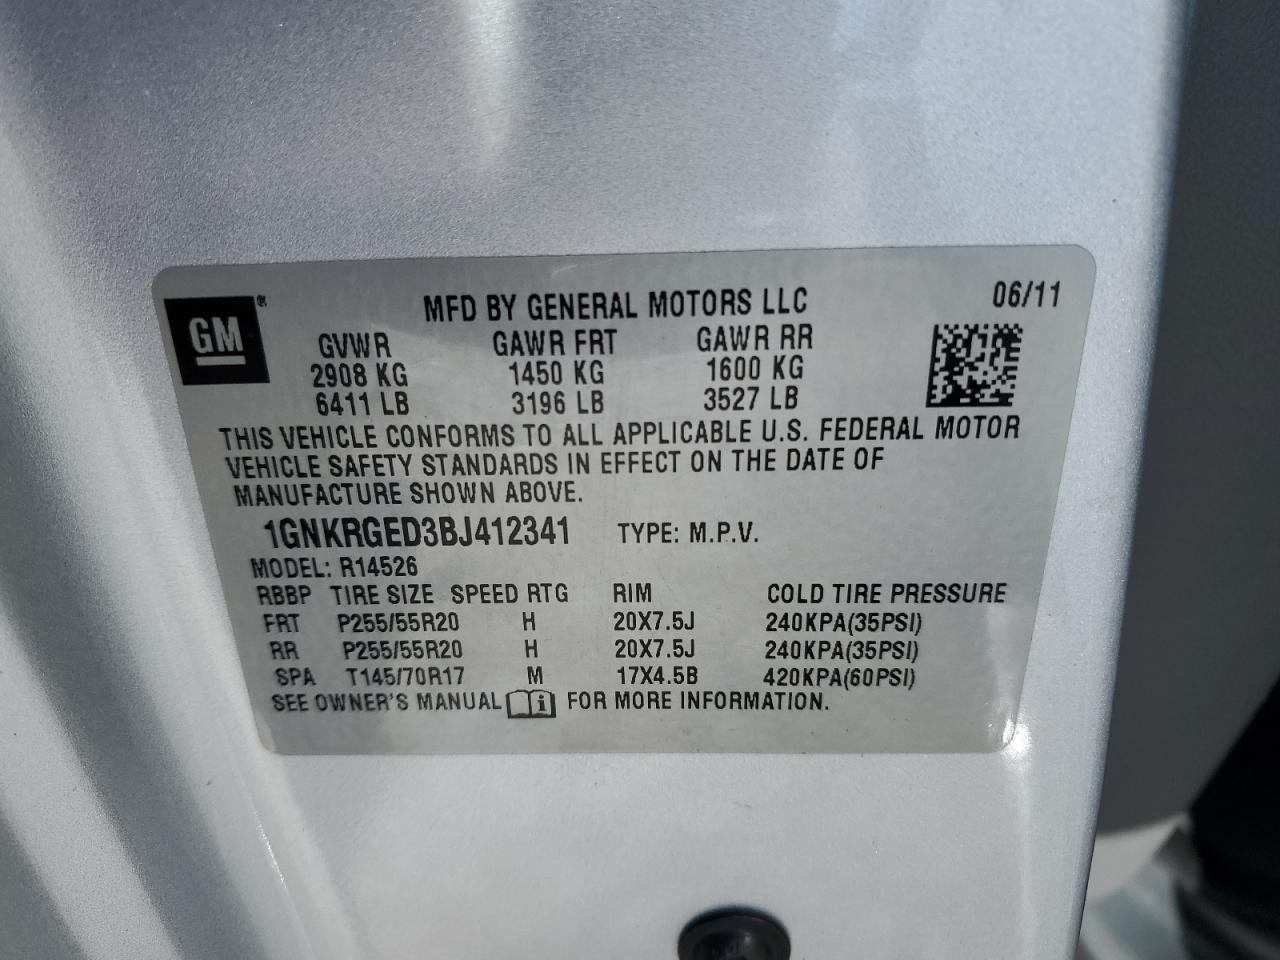 GM ® MFD BY GENERAL MOTORS LLC 06/11
GVWR GAWR FRT GAWR RR
2908 KG 1450 KG 1600 KG
6411 LB 3196 LB 3527 LB
THIS VEHICLE CONFORMS TO ALL APPLICABLE U.S. FEDERAL MOTOR
VEHICLE SAFETY STANDARDS IN EFFECT ON THE DATE OF
MANUFACTURE SHOWN ABOVE.
1GNKRGED3BJ412341 TYPE: M.P.V.
MODEL: R14526
RBBP TIRE SIZE SPEED RTG RIM COLD TIRE PRESSURE
FRT P255/55R20 H 20X7.5J 240KPA(35PSI)
RR P255/55R20 H 20X7.5J 240KPA(35PSI)
SPA T145/70R17 M 17X4.5B 420KPA(60PSI)
SEE OWNER'S MANUAL i FOR MORE INFORMATION.